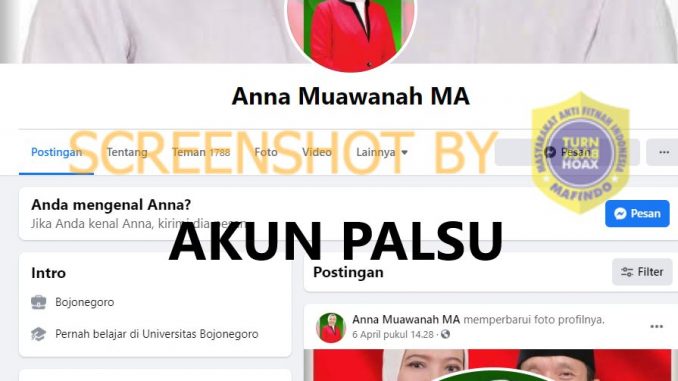 Anna Muawanah MA
SCREENSHOT BY
MASYARAKAT ANTI FITNAH INDONESIA
TURN BACK HOAX
MAFINDO
Postingan Tentang Teman 1788 Foto Video Lainnya Pesan
Anda mengenal Anna?
Jika Anda kenal Anna, kirimi dia pesan.
Pesan
AKUN PALSU
Intro
Bojonegoro
Pernah belajar di Universitas Bojonegoro
Postingan
Filter
Anna Muawanah MA memperbarui foto profilnya.
6 April pukul 14.28